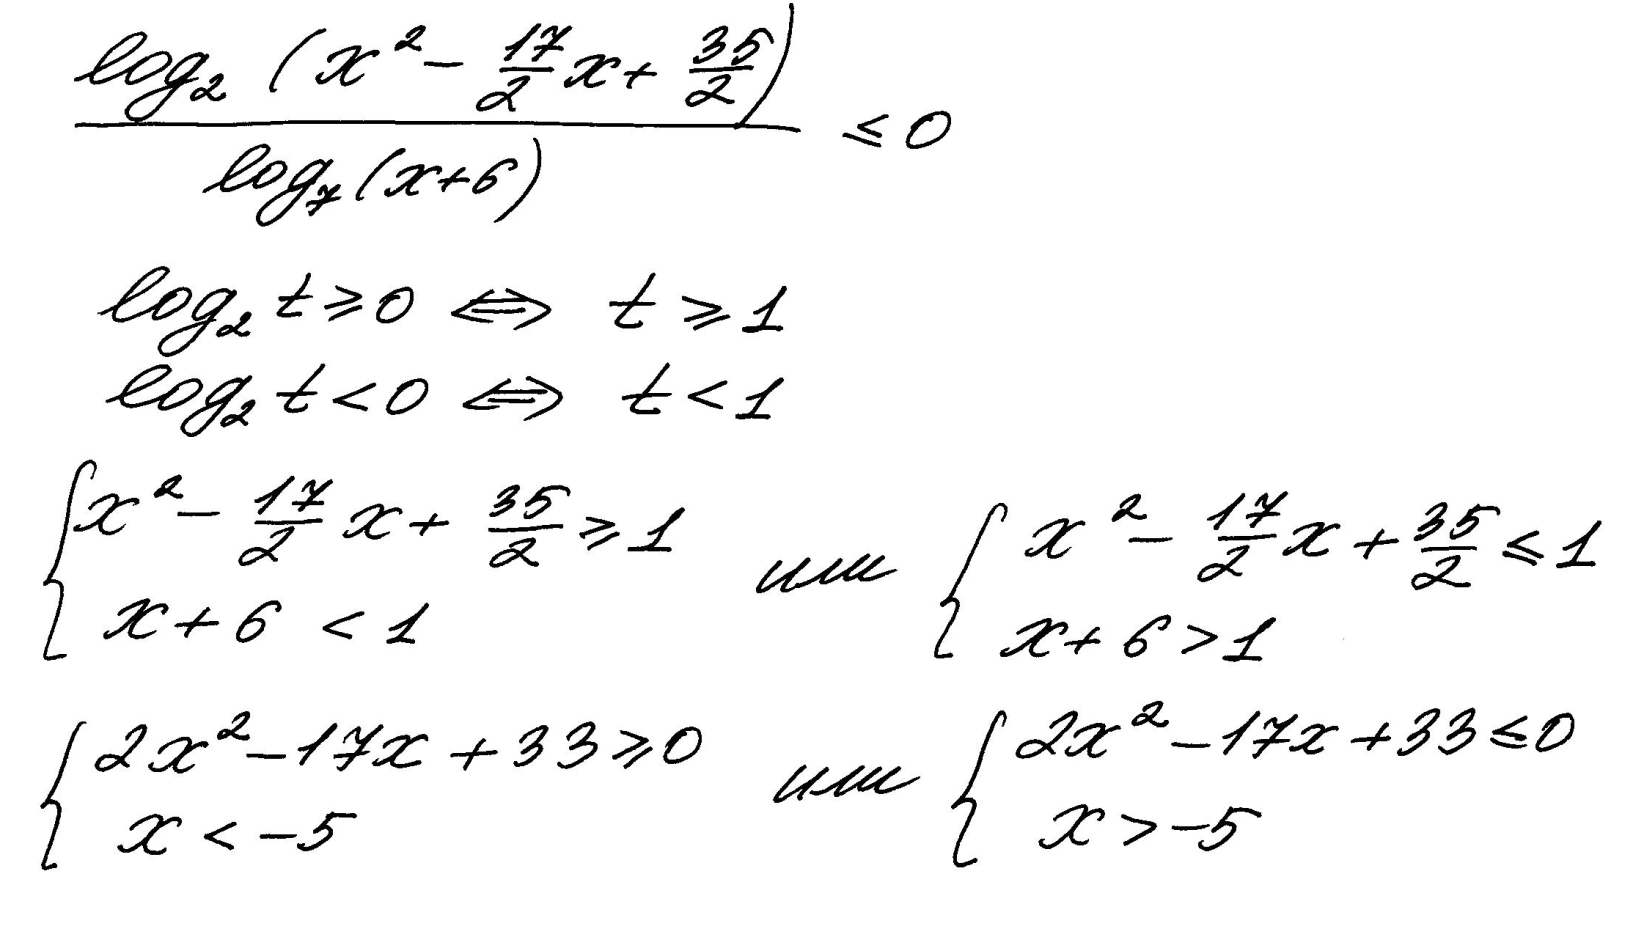 log₂ (x² − 17/2 x + 35/2) / log₇ (x+6) ≤ 0
log₂ t ≥ 0 ⇔ t ≥ 1
log₂ t < 0 ⇔ t < 1
{ x² − 17/2 x + 35/2 ≥ 1 или { x² − 17/2 x + 35/2 ≤ 1
x + 6 < 1 x + 6 > 1
{ 2x² − 17x + 33 ≥ 0 или { 2x² − 17x + 33 ≤ 0
x < −5 x > −5